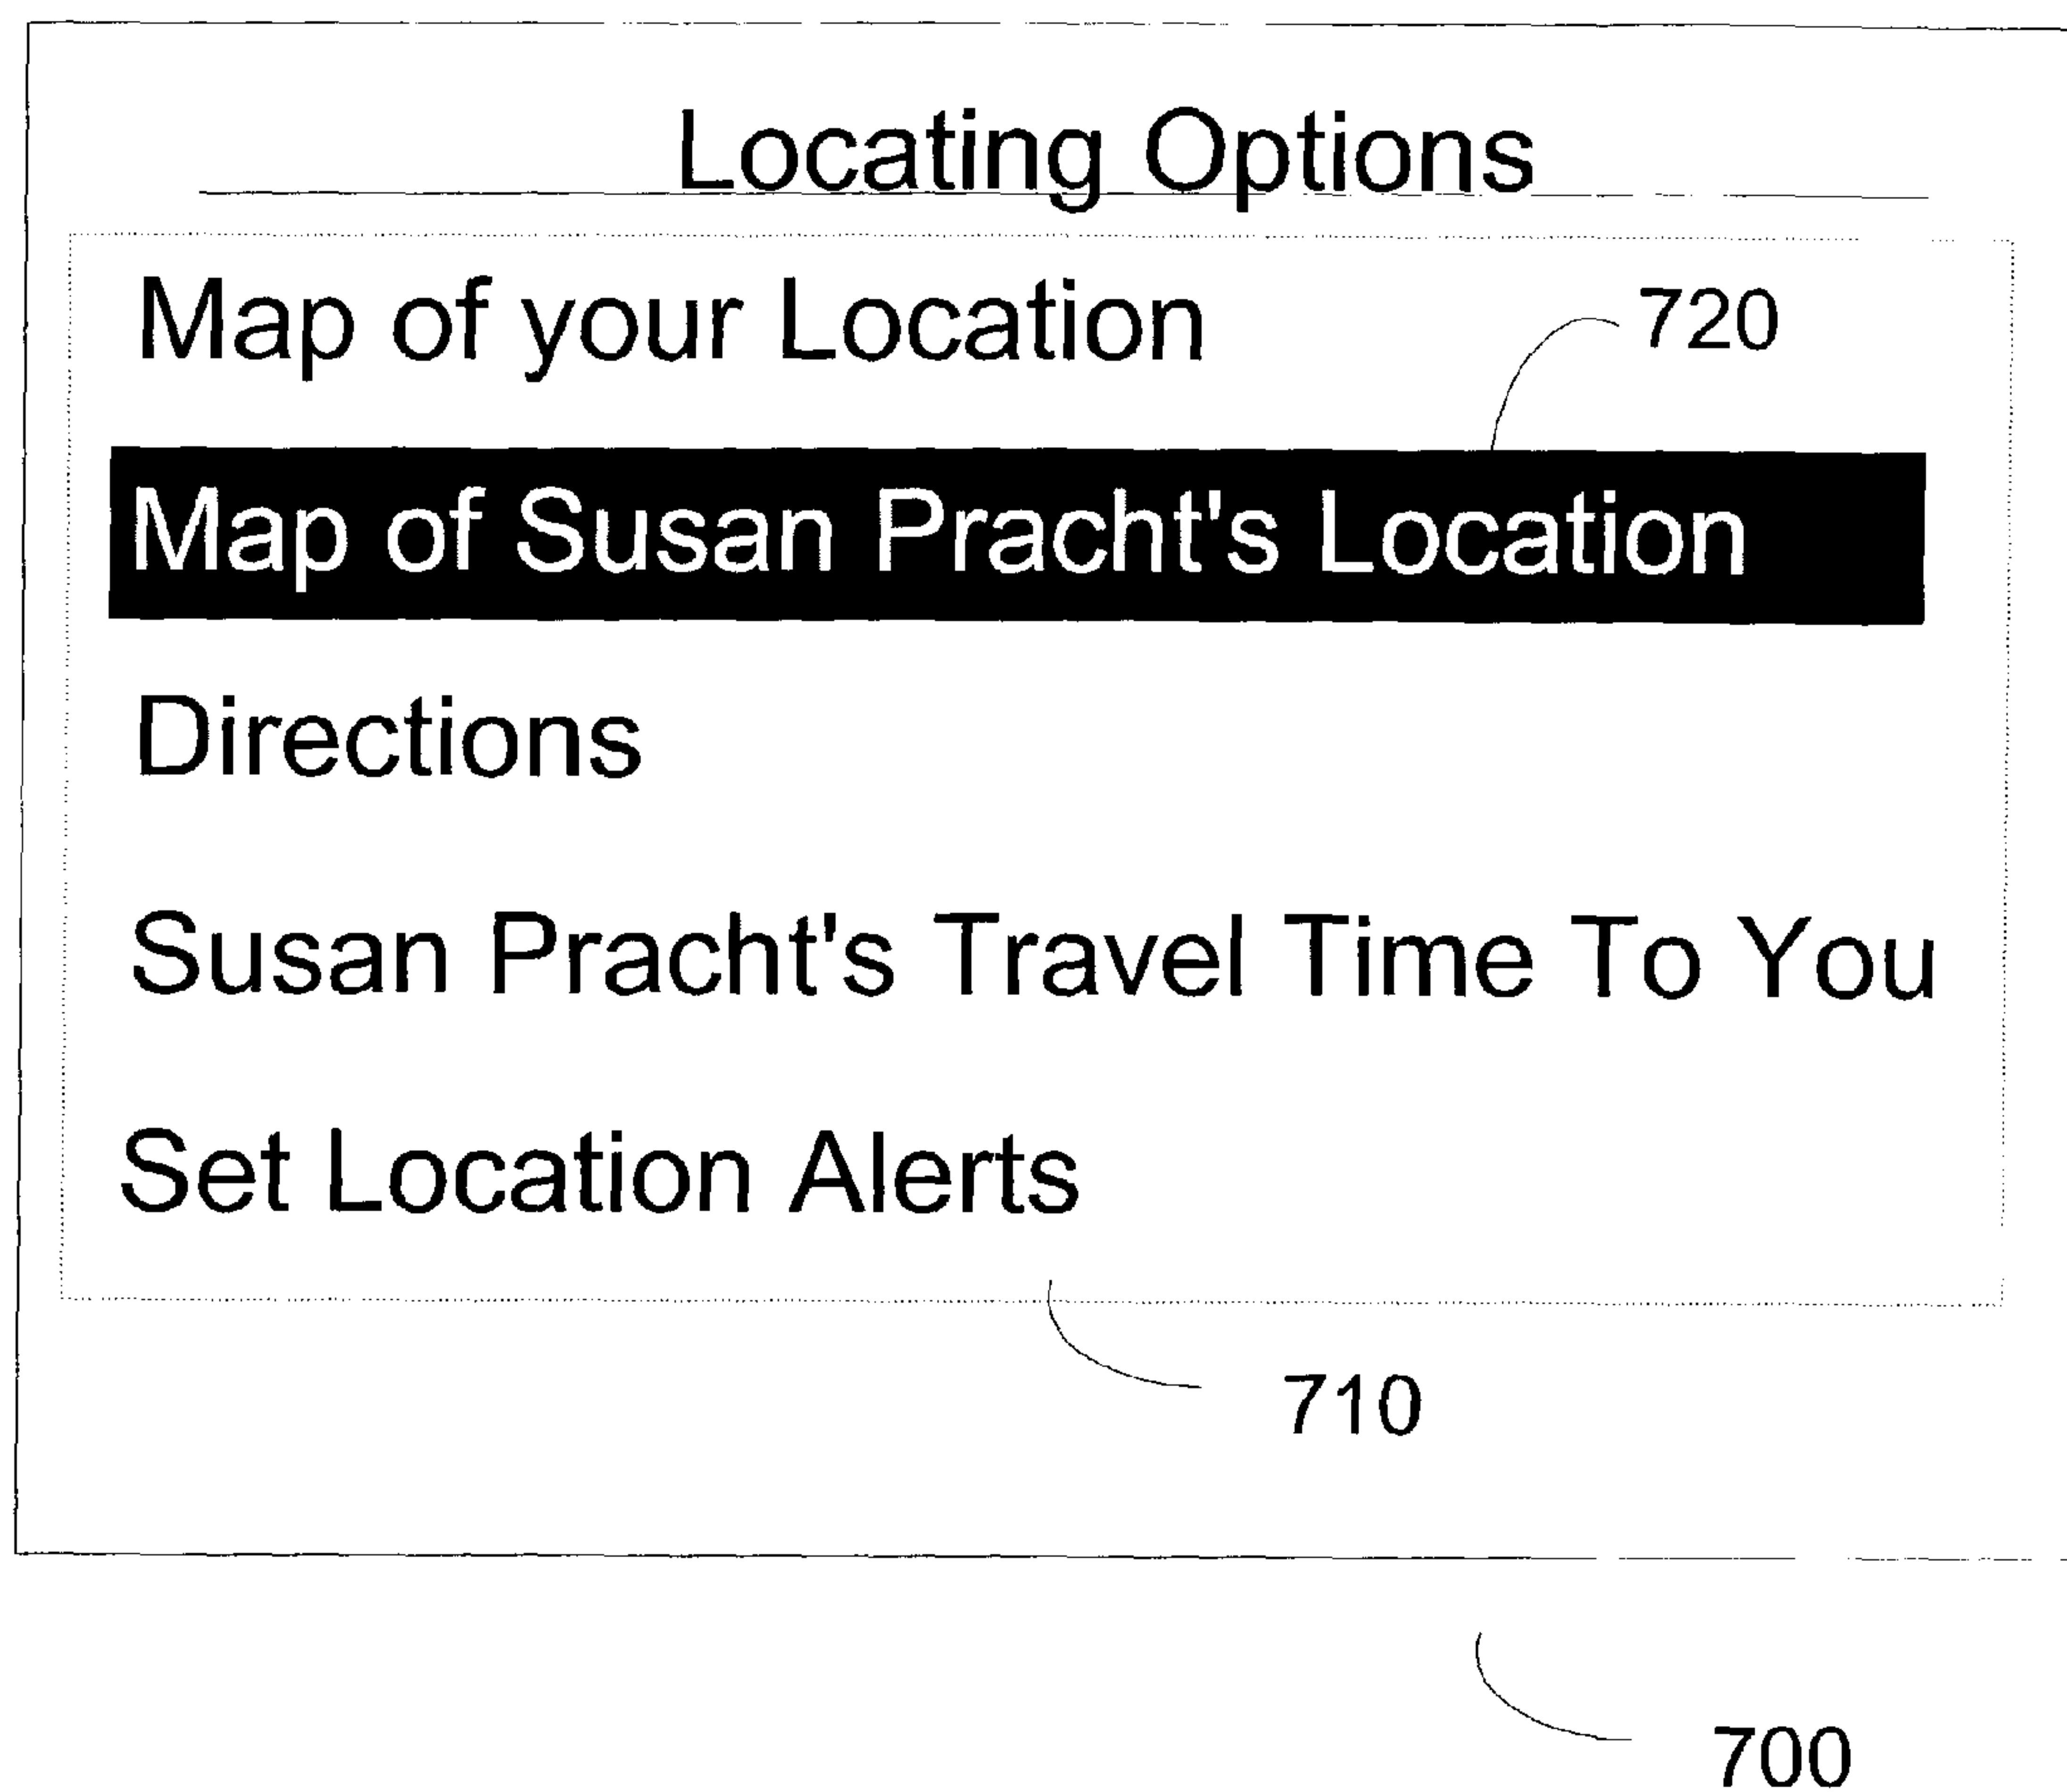 Locating Options
Map of your Location
720
Map of Susan Pracht's Location
Directions
Susan Pracht's Travel Time To You
Set Location Alerts
710
700